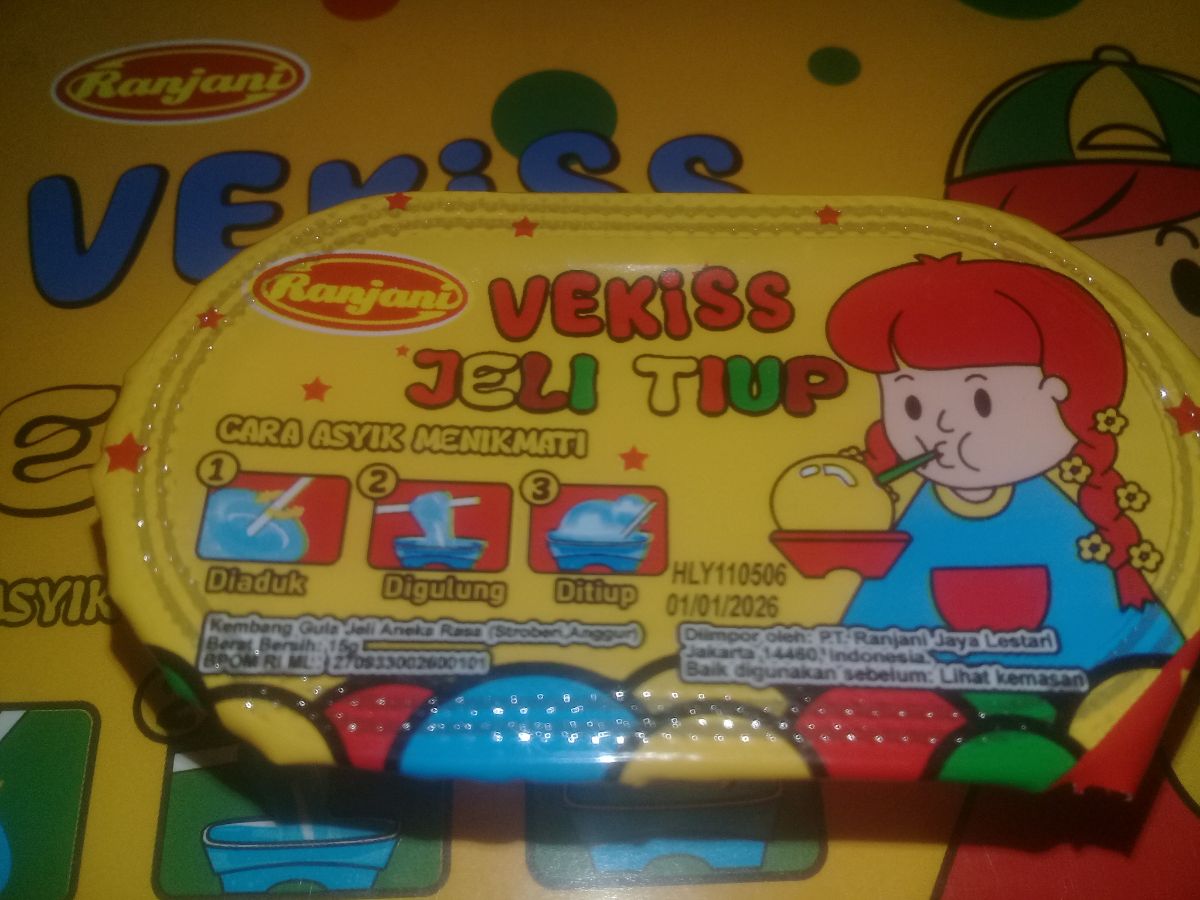 Ranjani
VEKISS
Ranjani
VEKISS
JELI TIUP
CARA ASYIK MENIKMATI
1
2
3
Diaduk
Digulung
Ditiup
HLY110506
01/01/2026
Kembang Gula Jeli Aneka Rasa (Stroberi, Anggur)
Berat Bersih: 15g
BPOM RI ML: 270933002600101
Diimpor oleh: PT. Ranjani Jaya Lestari
Jakarta 14460, Indonesia.
Baik digunakan sebelum: Lihat kemasan